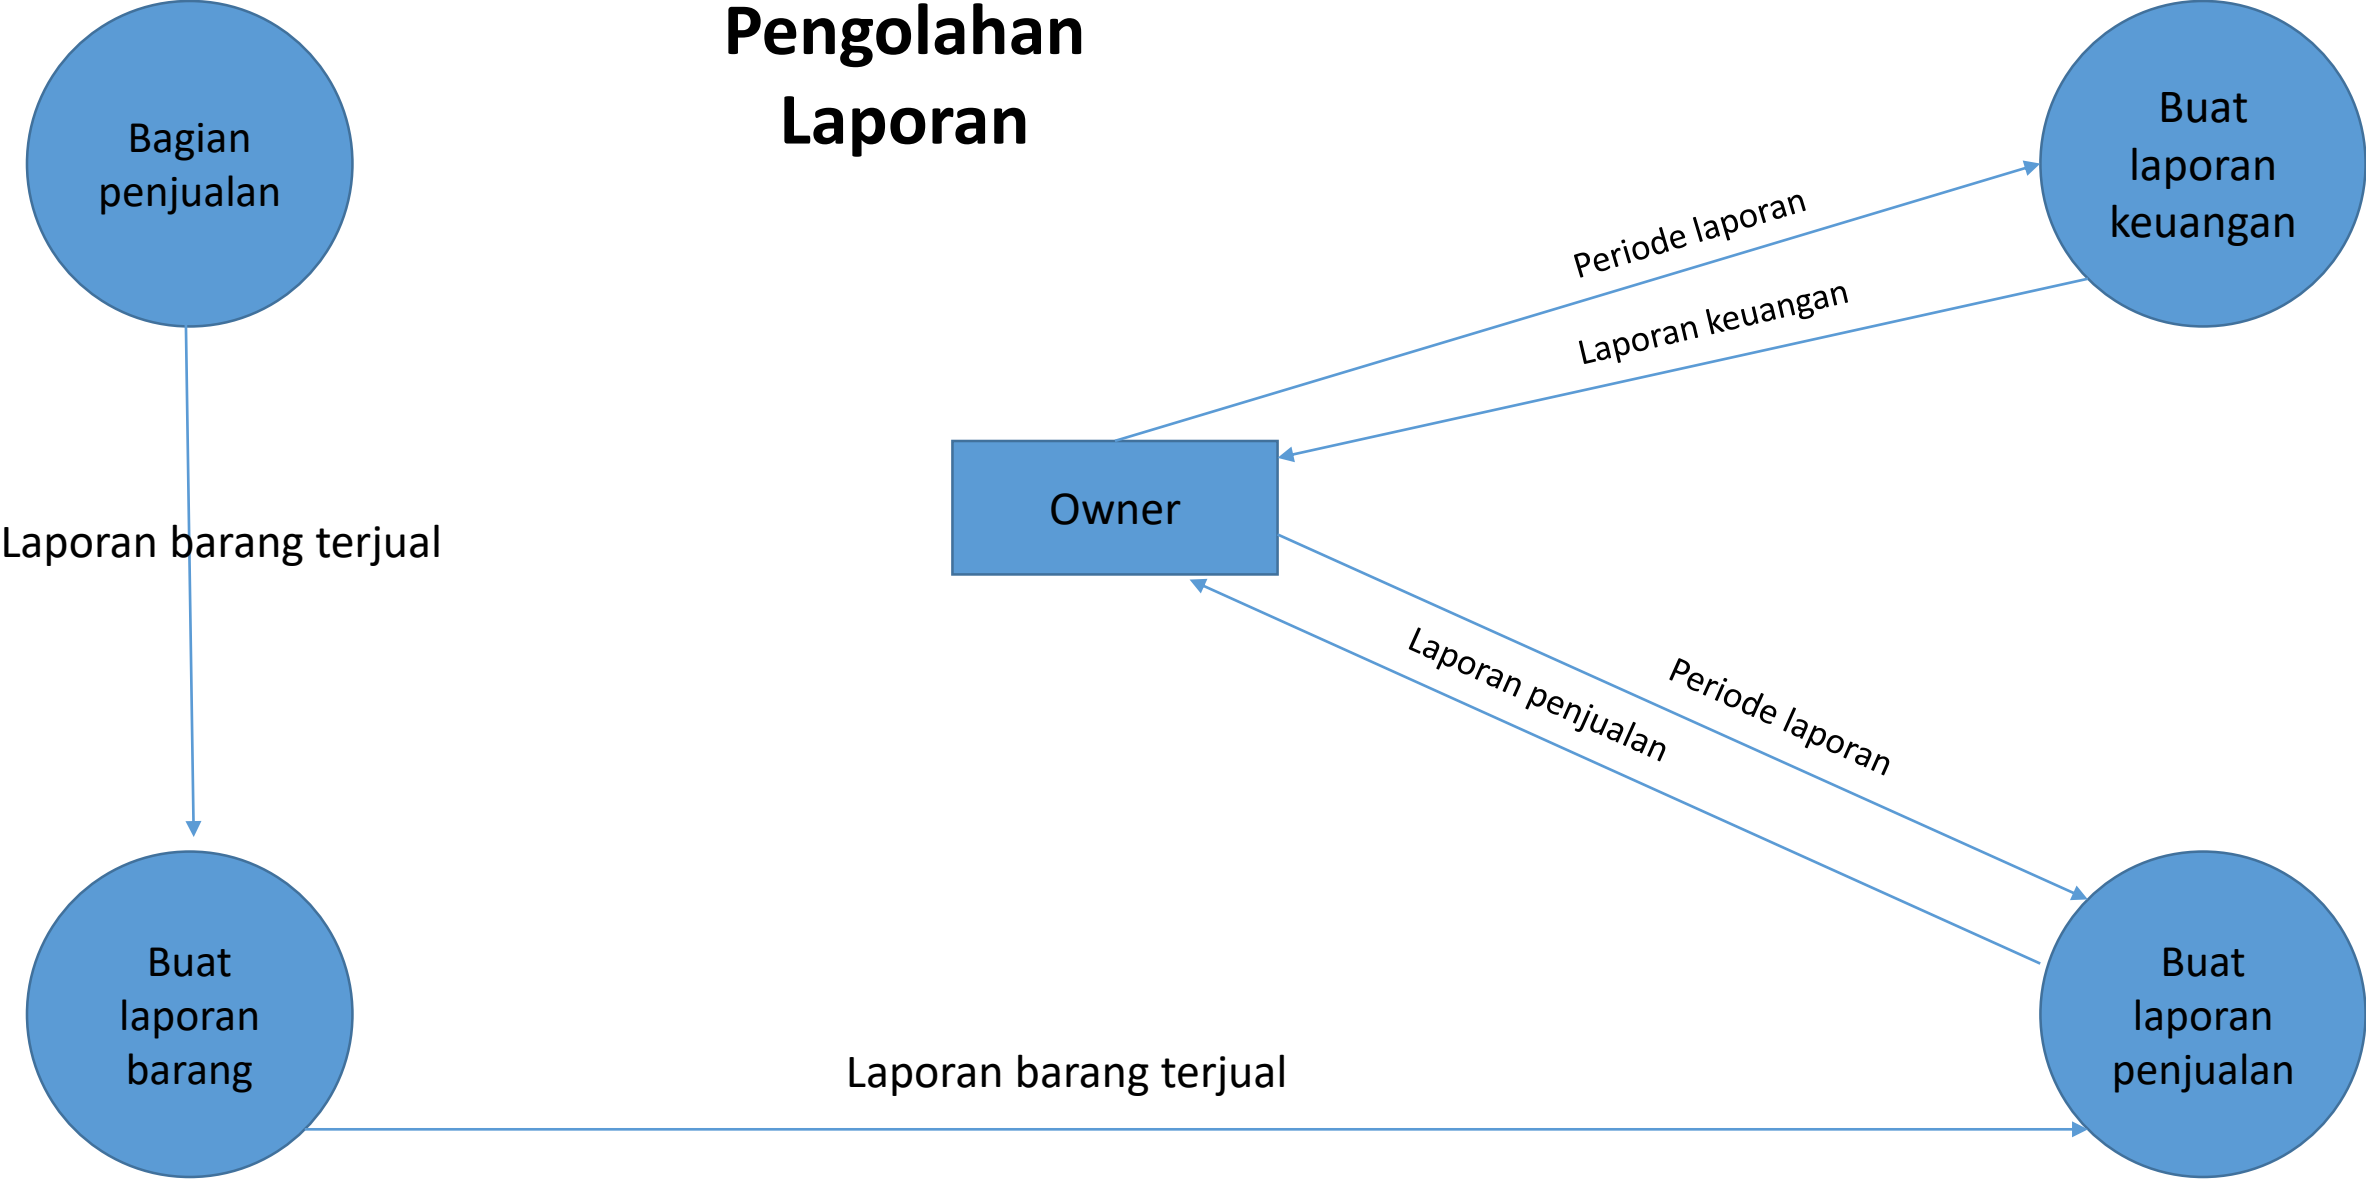 Pengolahan
Laporan
Bagian
penjualan
Buat
laporan
keuangan
Periode laporan
Laporan keuangan
Owner
Laporan barang terjual
Laporan penjualan
Periode laporan
Buat
laporan
barang
Laporan barang terjual
Buat
laporan
penjualan